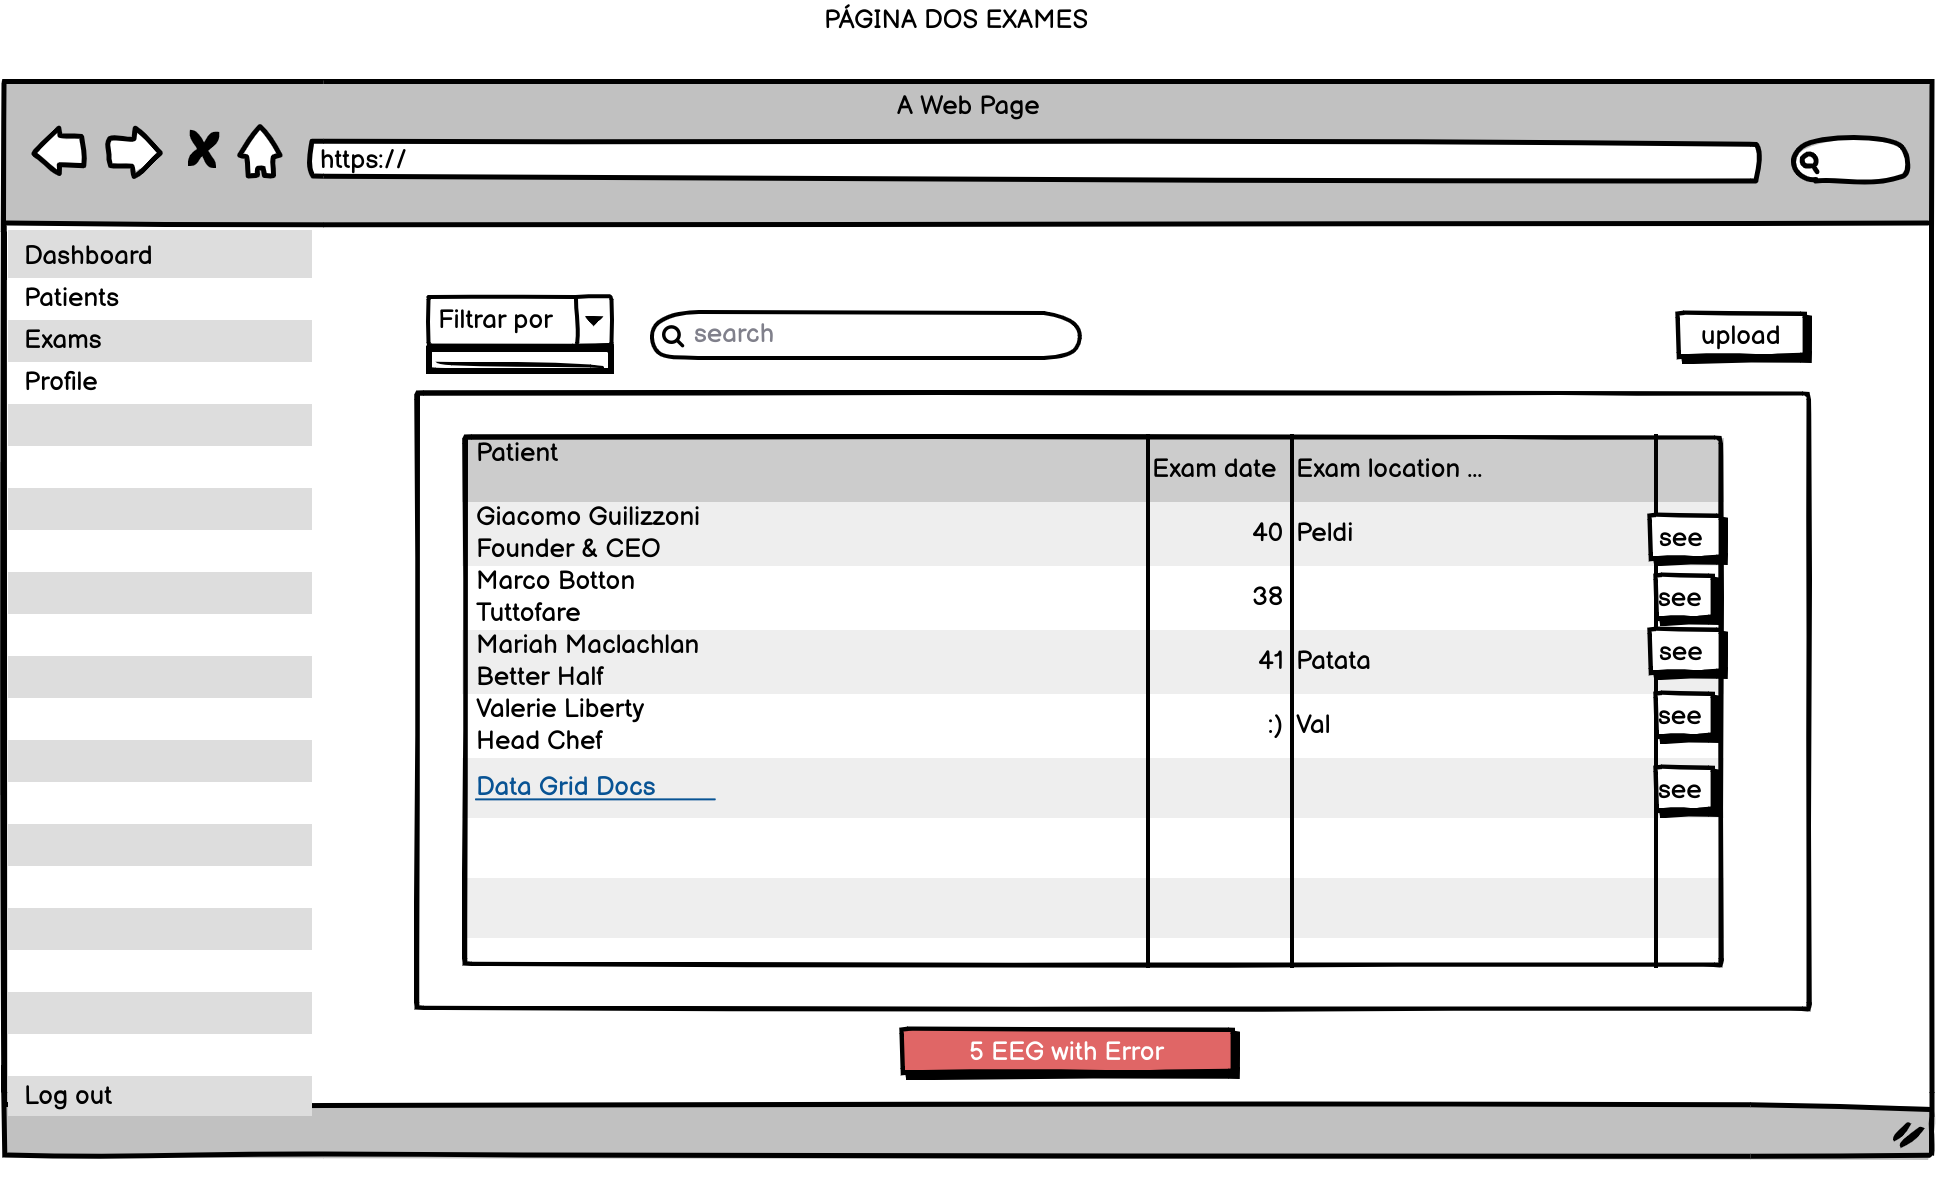 PÁGINA DOS EXAMES
A Web Page
https://
Dashboard
Patients
Exams
Profile
Log out
Filtrar por
search
upload
Patient
Exam date
Exam location ...
Giacomo Guilizzoni
Founder & CEO
40
Peldi
see
Marco Botton
Tuttofare
38
see
Mariah Maclachlan
Better Half
41
Patata
see
Valerie Liberty
Head Chef
:)
Val
see
Data Grid Docs
see
5 EEG with Error